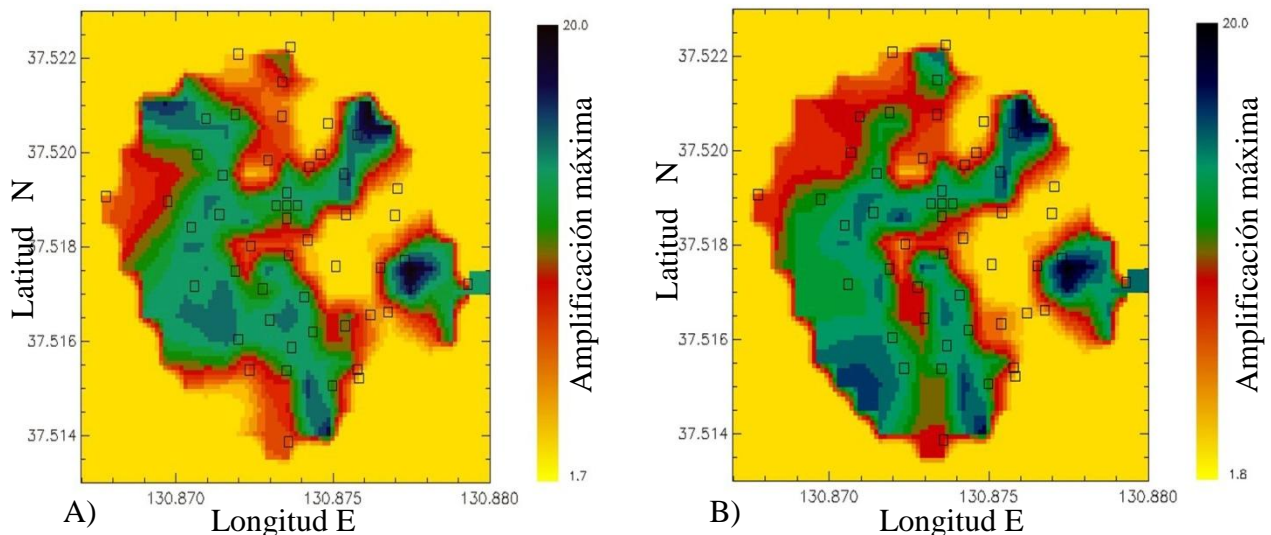 37.522
37.520
37.518
37.516
37.514
Latitud N
130.870
130.875
130.880
A)
Longitud E
20.0
Amplificación máxima
1.7
37.522
37.520
37.518
37.516
37.514
Latitud N
130.870
130.875
130.880
B)
Longitud E
20.0
Amplificación máxima
1.8